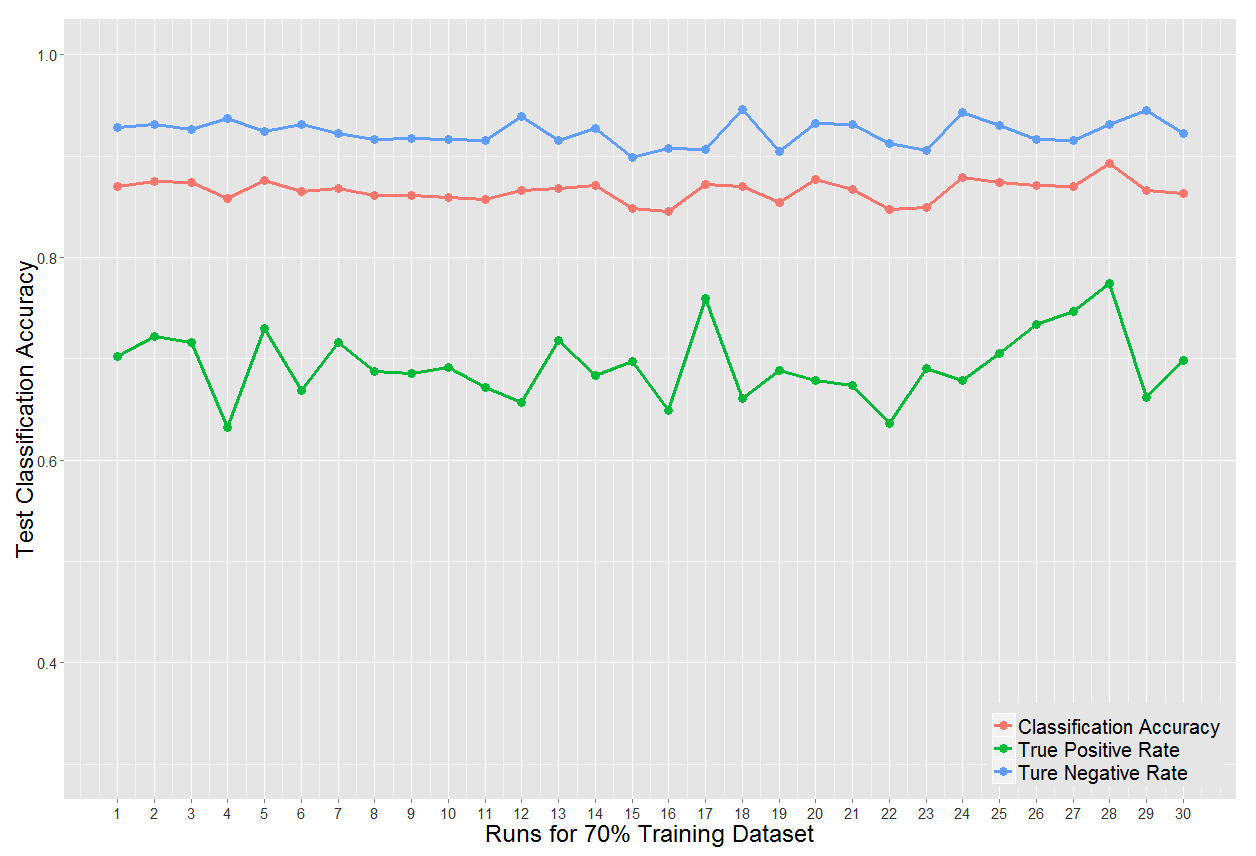 Test Classification Accuracy
1.0
0.8
0.6
0.4
Classification Accuracy
True Positive Rate
Ture Negative Rate
1 2 3 4 5 6 7 8 9 10 11 12 13 14 15 16 17 18 19 20 21 22 23 24 25 26 27 28 29 30
Runs for 70% Training Dataset